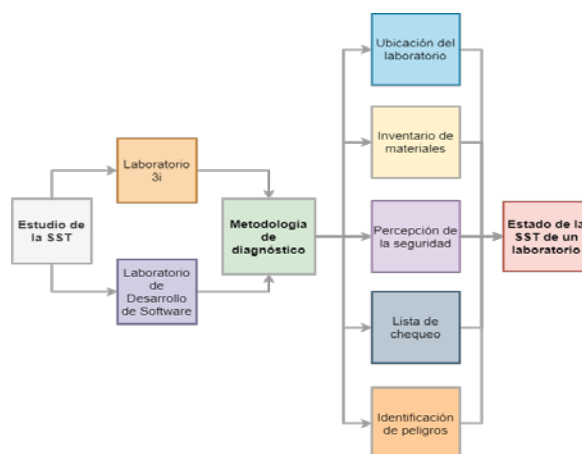 Estudio de
la SST
Laboratorio
3i
Laboratorio
de
Desarrollo
de Software
Metodología
de
diagnóstico
Ubicación del
laboratorio
Inventario de
materiales
Percepción de
la seguridad
Lista de
chequeo
Identificación
de peligros
Estado de la
SST de un
laboratorio